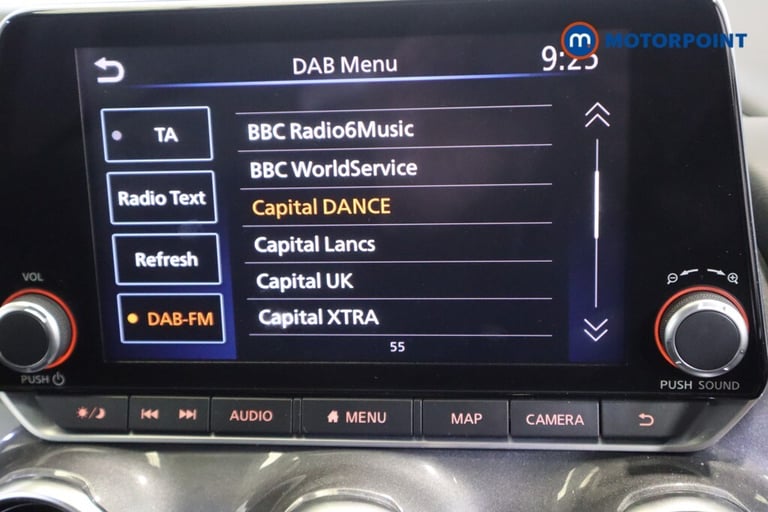 m MOTORPOINT
DAB Menu
9:25
TA
Radio Text
Refresh
DAB-FM
BBC Radio6Music
BBC WorldService
Capital DANCE
Capital Lancs
Capital UK
Capital XTRA
55
VOL
PUSH
PUSH SOUND
AUDIO
MENU
MAP
CAMERA